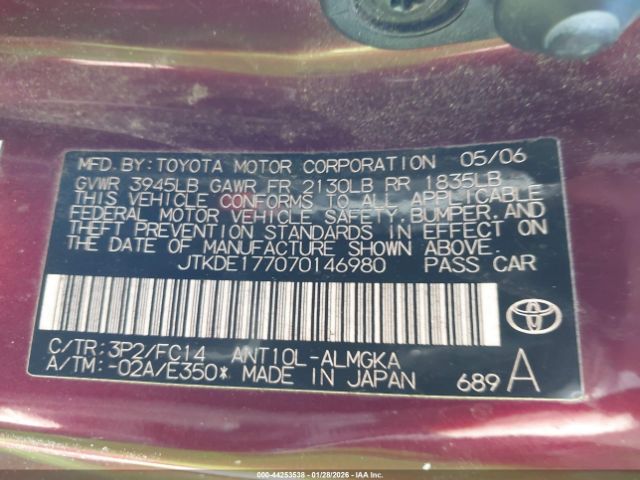 MFD. BY: TOYOTA MOTOR CORPORATION 05/06
GVWR 3945LB GAWR FR 2130LB RR 1835LB
THIS VEHICLE CONFORMS TO ALL APPLICABLE
FEDERAL MOTOR VEHICLE SAFETY, BUMPER, AND
THEFT PREVENTION STANDARDS IN EFFECT ON
THE DATE OF MANUFACTURE SHOWN ABOVE.
JTKDE177070146980 PASS CAR
C/TR: 3P2/FC14 ANT10L-ALMGKA
A/TM: -02A/E350* MADE IN JAPAN 689 A
000-44253538 | 01/28/2026 | © IAA, Inc.